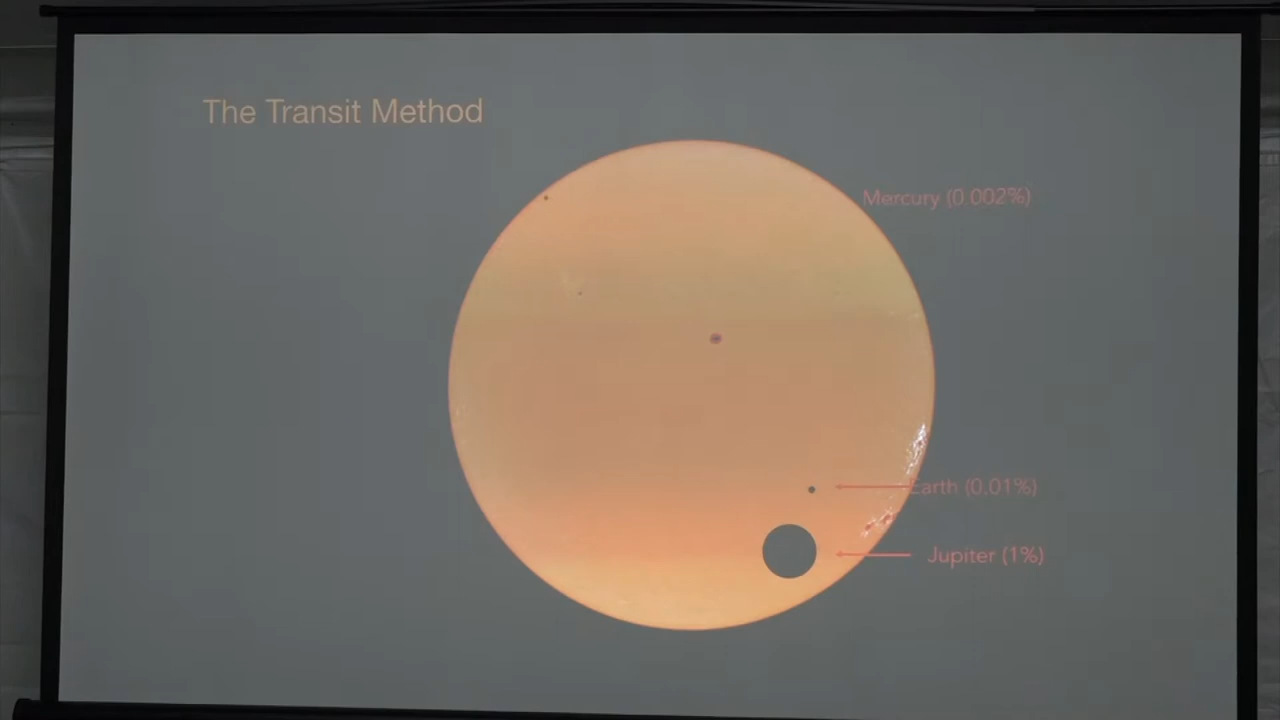 The Transit Method
Mercury (0.002%)
Earth (0.01%)
Jupiter (1%)